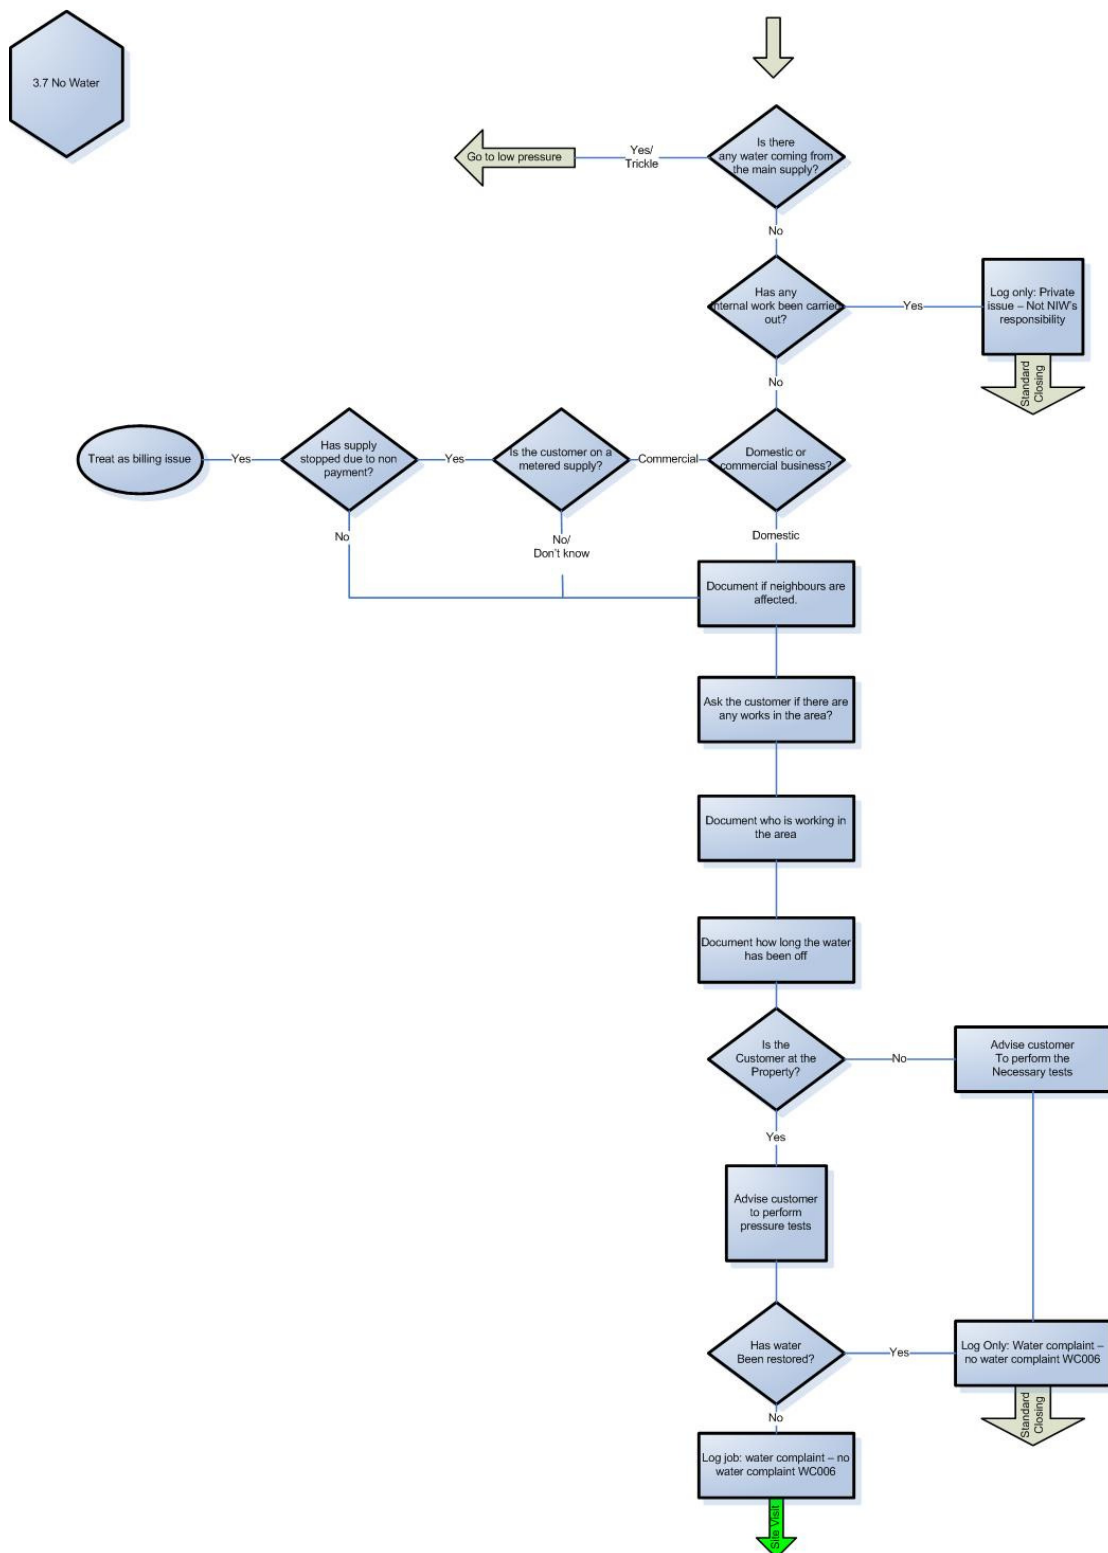 3.7 No Water
Is there
any water coming from
the main supply?
Yes/
Trickle
Go to low pressure
No
Has any
internal work been carried
out?
Yes
Log only: Private
issue – Not NIW's
responsibility
Standard
Closing
No
Domestic or
commercial business?
Commercial
Is the customer on a
metered supply?
Yes
Has supply
stopped due to non
payment?
Yes
Treat as billing issue
No
No/
Don't know
Domestic
Document if neighbours are
affected.
Ask the customer if there are
any works in the area?
Document who is working in
the area
Document how long the water
has been off
Is the
Customer at the
Property?
No
Advise customer
To perform the
Necessary tests
Yes
Advise customer
to perform
pressure tests
Has water
Been restored?
Yes
Log Only: Water complaint –
no water complaint WC006
Standard
Closing
No
Log job: water complaint – no
water complaint WC006
Site Visit